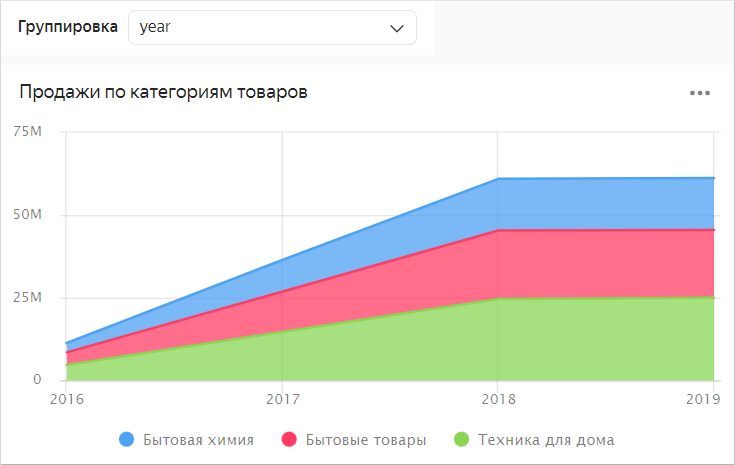 Группировка year
Продажи по категориям товаров
75M
50M
25M
0
2016 2017 2018 2019
Бытовая химия Бытовые товары Техника для дома